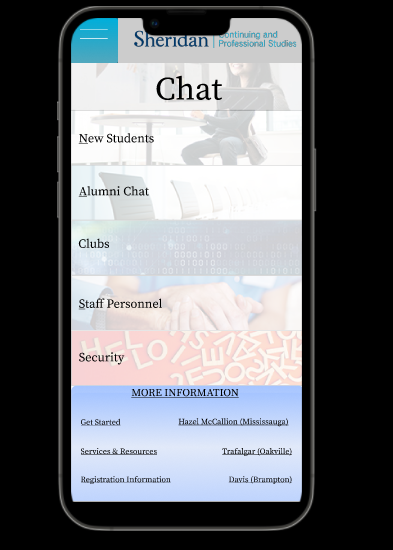 Sheridan | Continuing and
Professional Studies
Chat
New Students
Alumni Chat
Clubs
Staff Personnel
Security
MORE INFORMATION
Get Started
Hazel McCallion (Mississauga)
Services & Resources
Trafalgar (Oakville)
Registration Information
Davis (Brampton)